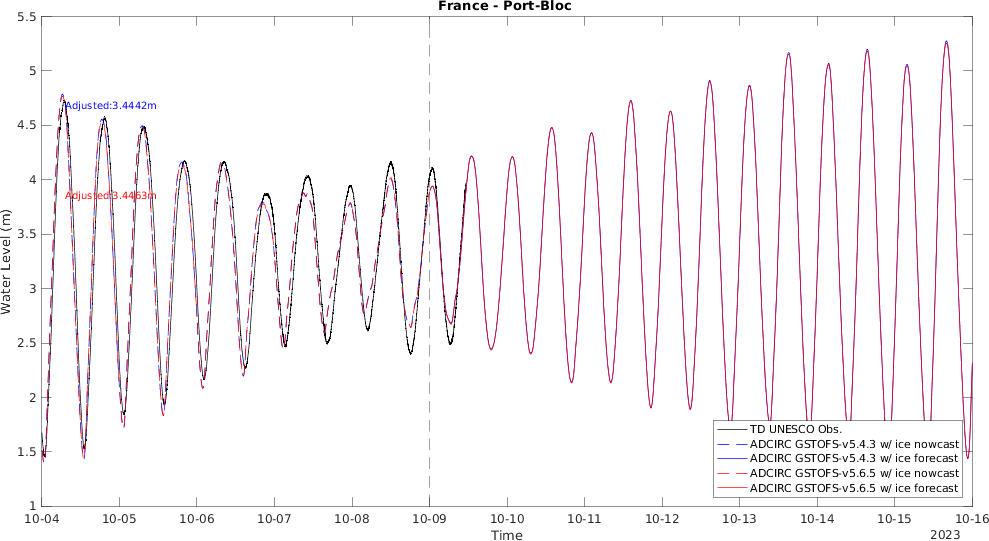 France - Port-Bloc
5.5
5
4.5
4
3.5
3
2.5
2
1.5
1
Water Level (m)
Adjusted:3.4442m
Adjusted:3.4463m
TD UNESCO Obs.
ADCIRC GSTOFS-v5.4.3 w/ ice nowcast
ADCIRC GSTOFS-v5.4.3 w/ ice forecast
ADCIRC GSTOFS-v5.6.5 w/ ice nowcast
ADCIRC GSTOFS-v5.6.5 w/ ice forecast
10-04 10-05 10-06 10-07 10-08 10-09 10-10 10-11 10-12 10-13 10-14 10-15 10-16
Time
2023